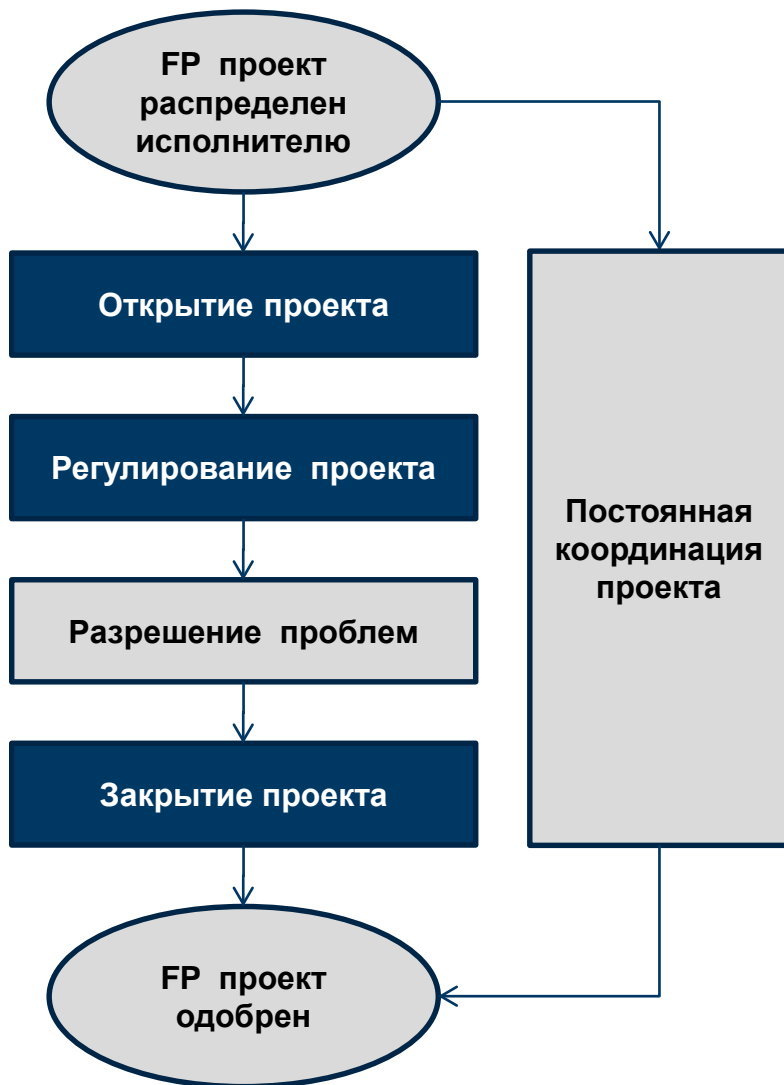 FP проект
распределен
исполнителю
Открытие проекта
Регулирование проекта
Разрешение проблем
Закрытие проекта
Постоянная
координация
проекта
FP проект
одобрен